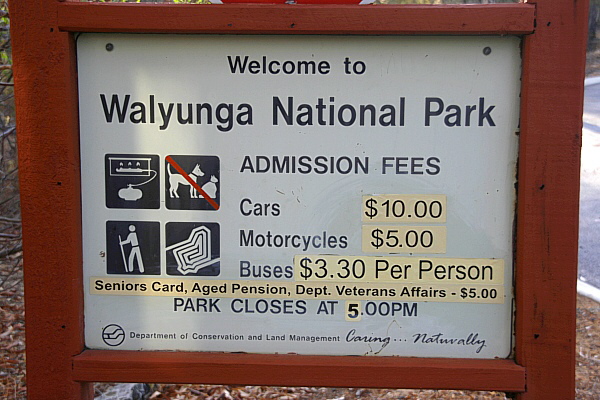 Welcome to
Walyunga National Park
ADMISSION FEES
Cars $10.00
Motorcycles $5.00
Buses $3.30 Per Person
Seniors Card, Aged Pension, Dept. Veterans Affairs - $5.00
PARK CLOSES AT 5.00PM
Department of Conservation and Land Management Caring... Naturally